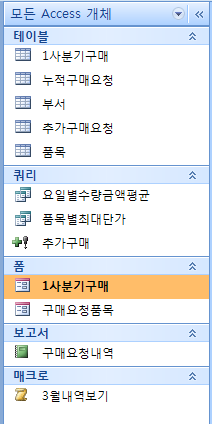 모든 Access 개체
테이블
1사분기구매
누적구매요청
부서
추가구매요청
품목
쿼리
요일별수량금액평균
품목별최대단가
추가구매
폼
1사분기구매
구매요청품목
보고서
구매요청내역
매크로
3월내역보기